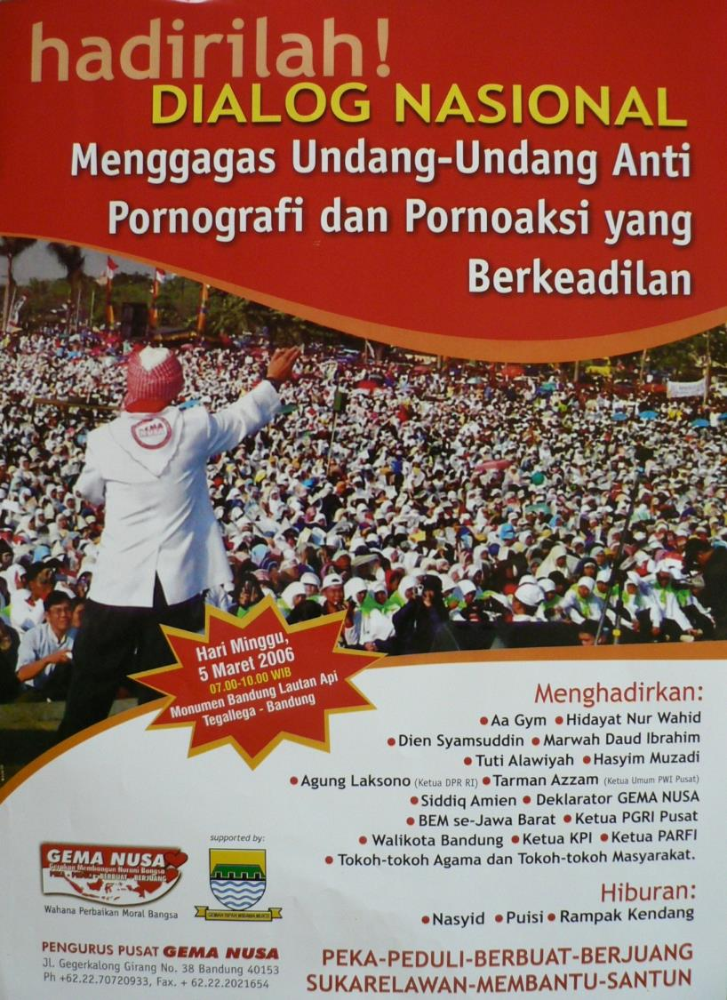 hadirilah!
DIALOG NASIONAL
Menggagas Undang-Undang Anti
Pornografi dan Pornoaksi yang
Berkeadilan
GEMA
NUSA
Hari Minggu,
5 Maret 2006
07.00-10.00 WIB
Monumen Bandung Lautan Api
Tegallega - Bandung
Menghadirkan:
• Aa Gym • Hidayat Nur Wahid
• Dien Syamsuddin • Marwah Daud Ibrahim
• Tuti Alawiyah • Hasyim Muzadi
• Agung Laksono (Ketua DPR RI) • Tarman Azzam (Ketua Umum PWI Pusat)
• Siddiq Amien • Deklarator GEMA NUSA
• BEM se-Jawa Barat • Ketua PGRI Pusat
• Walikota Bandung • Ketua KPI • Ketua PARFI
• Tokoh-tokoh Agama dan Tokoh-tokoh Masyarakat.
Hiburan:
• Nasyid • Puisi • Rampak Kendang
PEKA-PEDULI-BERBUAT-BERJUANG
SUKARELAWAN-MEMBANTU-SANTUN
GEMA NUSA
Gerakan Membangun Nurani Bangsa
PEKA - PEDULI - BERBUAT - BERJUANG
Wahana Perbaikan Moral Bangsa
supported by:
GEMAH RIPAH WIBAWA MUKTI
PENGURUS PUSAT GEMA NUSA
JL. Gegerkalong Girang No. 38 Bandung 40153
Ph +62.22.70720933, Fax. + 62.22.2021654